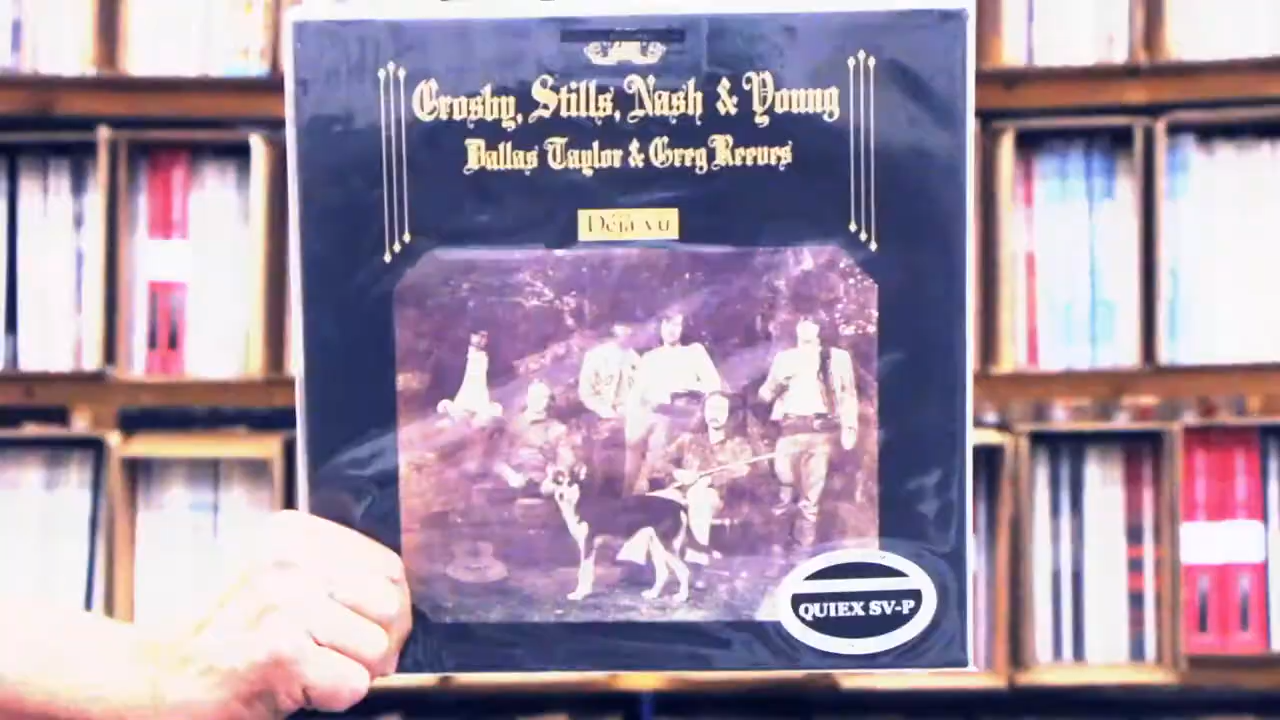 Crosby, Stills, Nash & Young
Dallas Taylor & Greg Reeves
Déjà vu
QUIEX SV-P